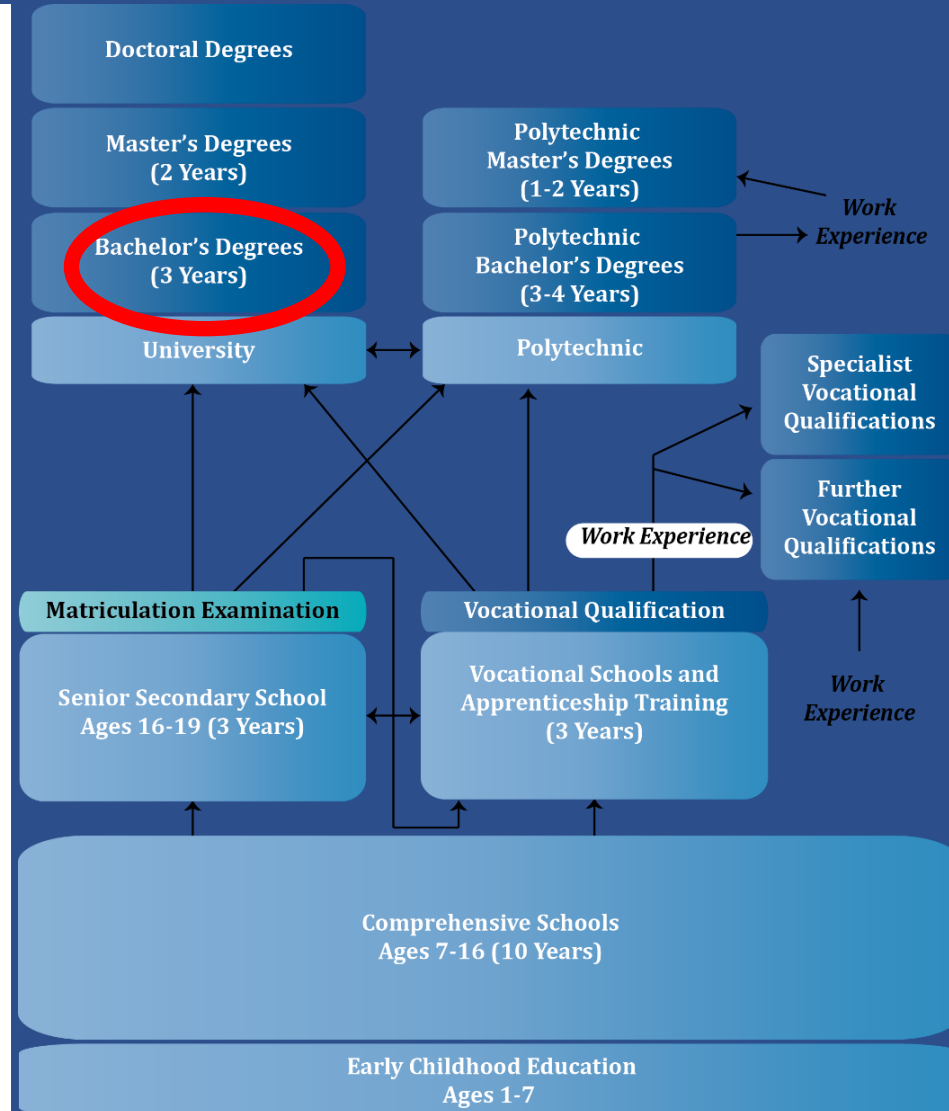 Doctoral Degrees
Master's Degrees
(2 Years)
Polytechnic
Master's Degrees
(1-2 Years)
Work
Experience
Bachelor's Degrees
(3 Years)
Polytechnic
Bachelor's Degrees
(3-4 Years)
University
Polytechnic
Specialist
Vocational
Qualifications
Further
Vocational
Qualifications
Work Experience
Matriculation Examination
Vocational Qualification
Senior Secondary School
Ages 16-19 (3 Years)
Vocational Schools and
Apprenticeship Training
(3 Years)
Work
Experience
Comprehensive Schools
Ages 7-16 (10 Years)
Early Childhood Education
Ages 1-7